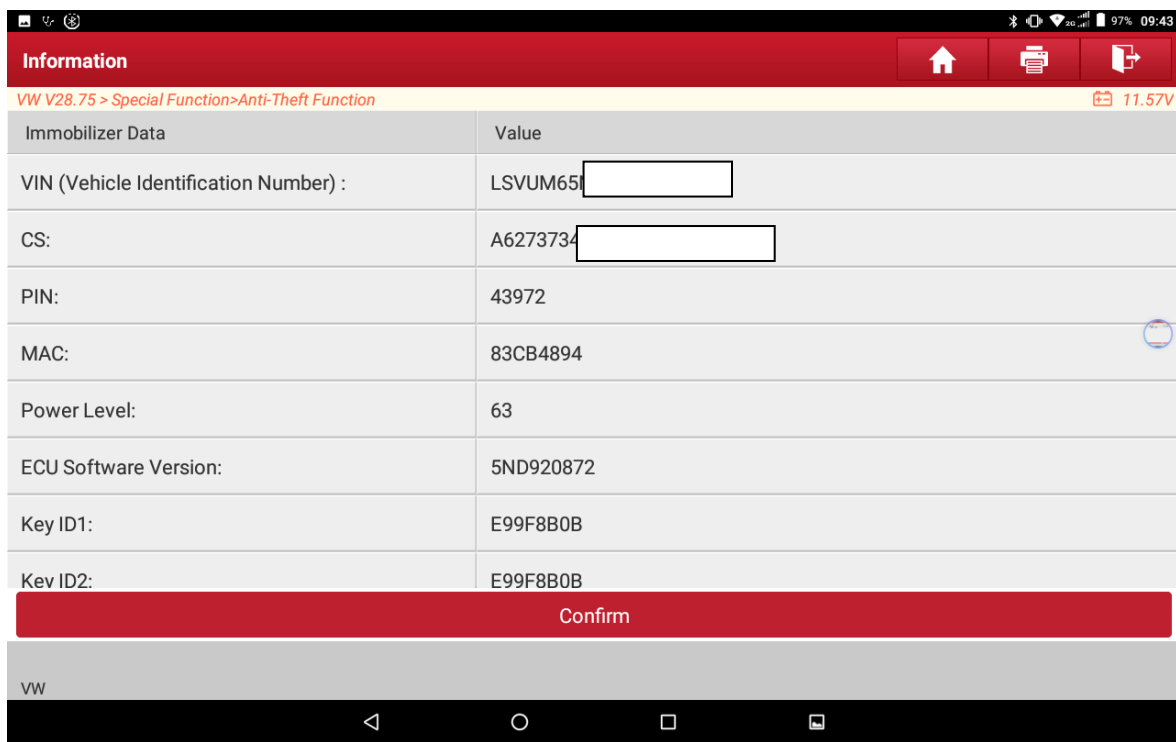 2G 97% 09:43
Information
VW V28.75 > Special Function>Anti-Theft Function 11.57V
Immobilizer Data Value
VIN (Vehicle Identification Number) : LSVUM65
CS: A6273734
PIN: 43972
MAC: 83CB4894
Power Level: 63
ECU Software Version: 5ND920872
Key ID1: E99F8B0B
Key ID2: E99F8B0B
Confirm
VW